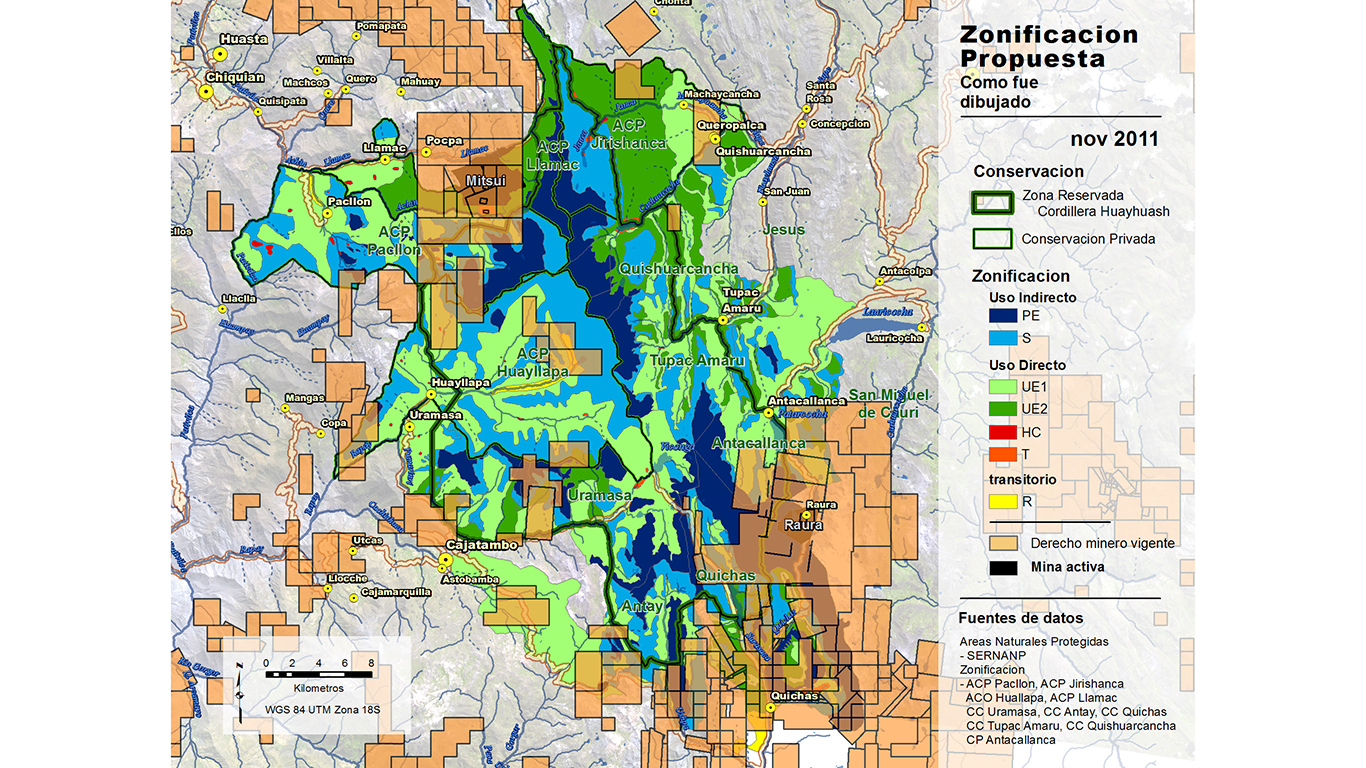 Zonificacion
Propuesta
Como fue
dibujado
nov 2011
Conservacion
Zona Reservada
Cordillera Huayhuash
Conservacion Privada
Zonificacion
Uso Indirecto
PE
S
Uso Directo
UE1
UE2
HC
T
transitorio
R
Derecho minero vigente
Mina activa
Fuentes de datos
Areas Naturales Protegidas
- SERNANP
Zonificacion
- ACP Pacllon, ACP Jirishanca
ACO Huallapa, ACP Llamac
CC Uramasa, CC Antay, CC Quichas
CC Tupac Amaru, CC Quishuarcancha
CP Antacallanca
Chonta
Huasta
Pomapata
Villalta
Chiquian
Machcos
Quero
Mahuay
Quisipata
Machaycancha
Santa
Rosa
Queropalca
Concepcion
Quishuarcancha
ACP
Jirishanca
ACP
Llamac
Pocpa
Llamac
Llamac
Llamac
Mitsui
Pacllon
San Juan
ACP
Pacllon
Jesus
Quishuarcancha
Antacolpa
Llaclla
Tupac
Amaru
Lauricocha
Lauricocha
ACP
Huayllapa
Tupac Amaru
Huayllapa
Mangas
Copa
Uramasa
Antacallanca
San Miguel
de Cauri
Antacallanca
Uramasa
Raura
Raura
Utcas
Cajatambo
Astobamba
Llocche
Cajamarquilla
Quichas
Antay
Quichas
N
0 2 4 6 8
Kilometros
WGS 84 UTM Zona 18S